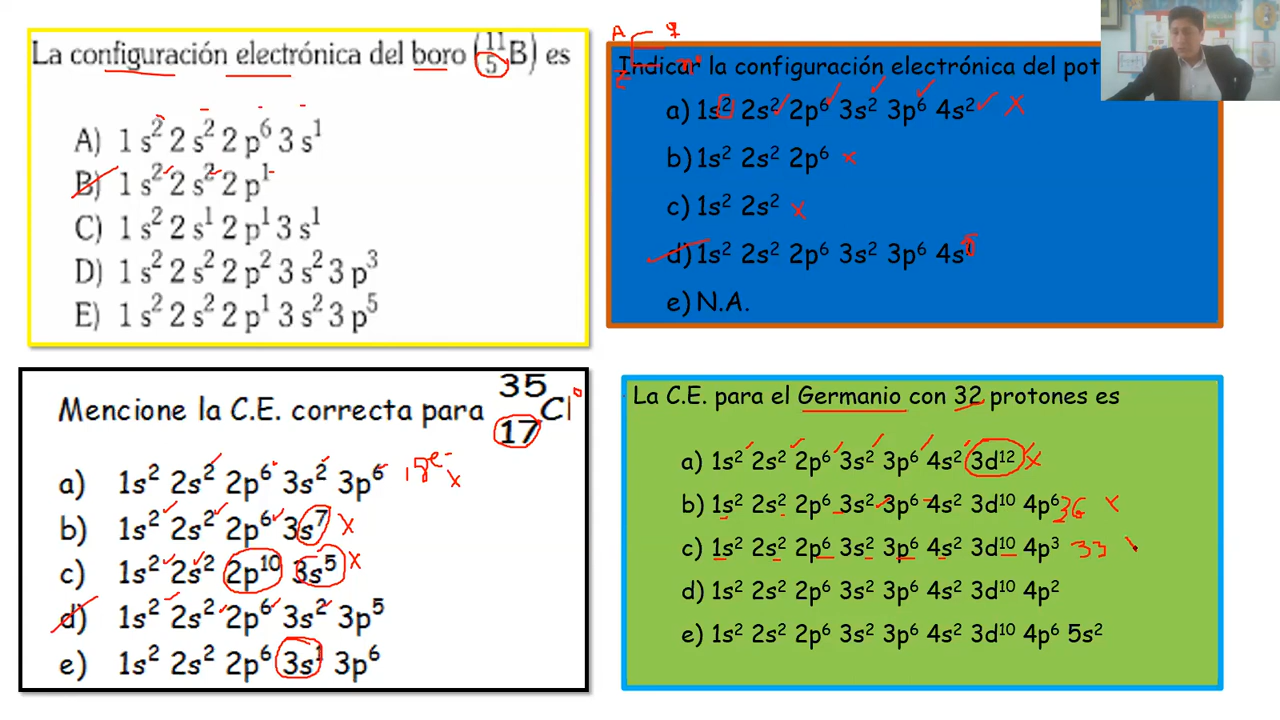 La configuración electrónica del boro (¹¹₅B) es
A) 1s² 2s² 2p⁶ 3s¹
B) 1s² 2s² 2p¹
C) 1s² 2s¹ 2p¹ 3s¹
D) 1s² 2s² 2p² 3s² 3p³
E) 1s² 2s² 2p¹ 3s² 3p⁵
A
Indicar la configuración electrónica del pot
a) 1s² 2s² 2p⁶ 3s² 3p⁶ 4s² x
b) 1s² 2s² 2p⁶ x
c) 1s² 2s² x
d) 1s² 2s² 2p⁶ 3s² 3p⁶ 4s¹
e) N.A.
Mencione la C.E. correcta para ³⁵₁₇Cl°
a) 1s² 2s² 2p⁶ 3s² 3p⁶ 18e⁻ x
b) 1s² 2s² 2p⁶ 3s⁷ x
c) 1s² 2s² 2p¹⁰ 3s⁵ x
d) 1s² 2s² 2p⁶ 3s² 3p⁵
e) 1s² 2s² 2p⁶ 3s¹ 3p⁶
La C.E. para el Germanio con 32 protones es
a) 1s² 2s² 2p⁶ 3s² 3p⁶ 4s² 3d¹² x
b) 1s² 2s² 2p⁶ 3s² 3p⁶ 4s² 3d¹⁰ 4p⁶ 36 x
c) 1s² 2s² 2p⁶ 3s² 3p⁶ 4s² 3d¹⁰ 4p³ 33
d) 1s² 2s² 2p⁶ 3s² 3p⁶ 4s² 3d¹⁰ 4p²
e) 1s² 2s² 2p⁶ 3s² 3p⁶ 4s² 3d¹⁰ 4p⁶ 5s²